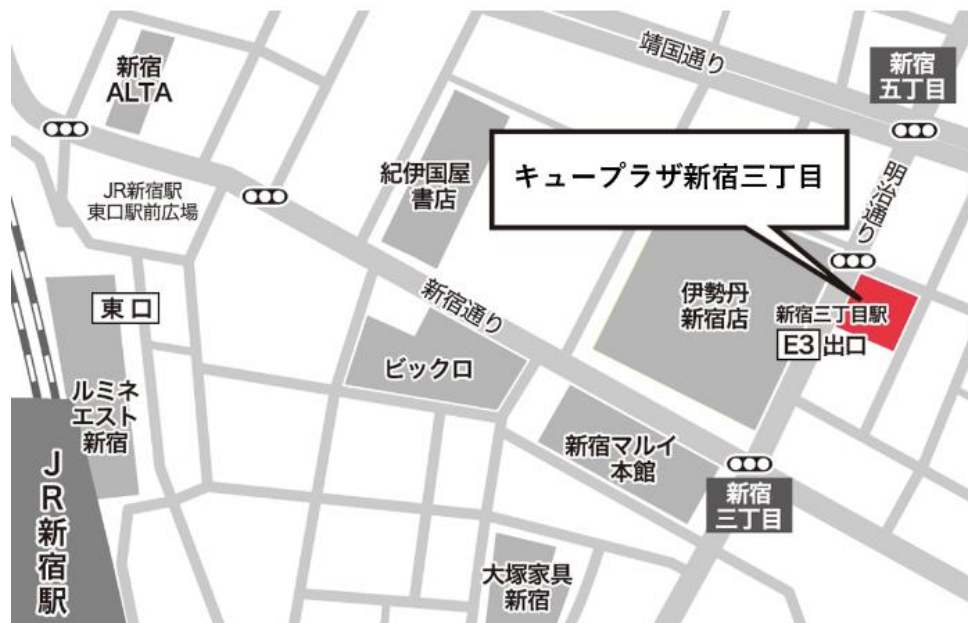 靖国通り
新宿
五丁目
新宿
ALTA
紀伊國屋
書店
キュープラザ新宿三丁目
明治通り
JR新宿駅
東口駅前広場
新宿通り
伊勢丹
新宿店
新宿三丁目駅
E3 出口
東口
ビックロ
ルミネ
エスト
新宿
新宿マルイ
本館
新宿
三丁目
JR新宿駅
大塚家具
新宿